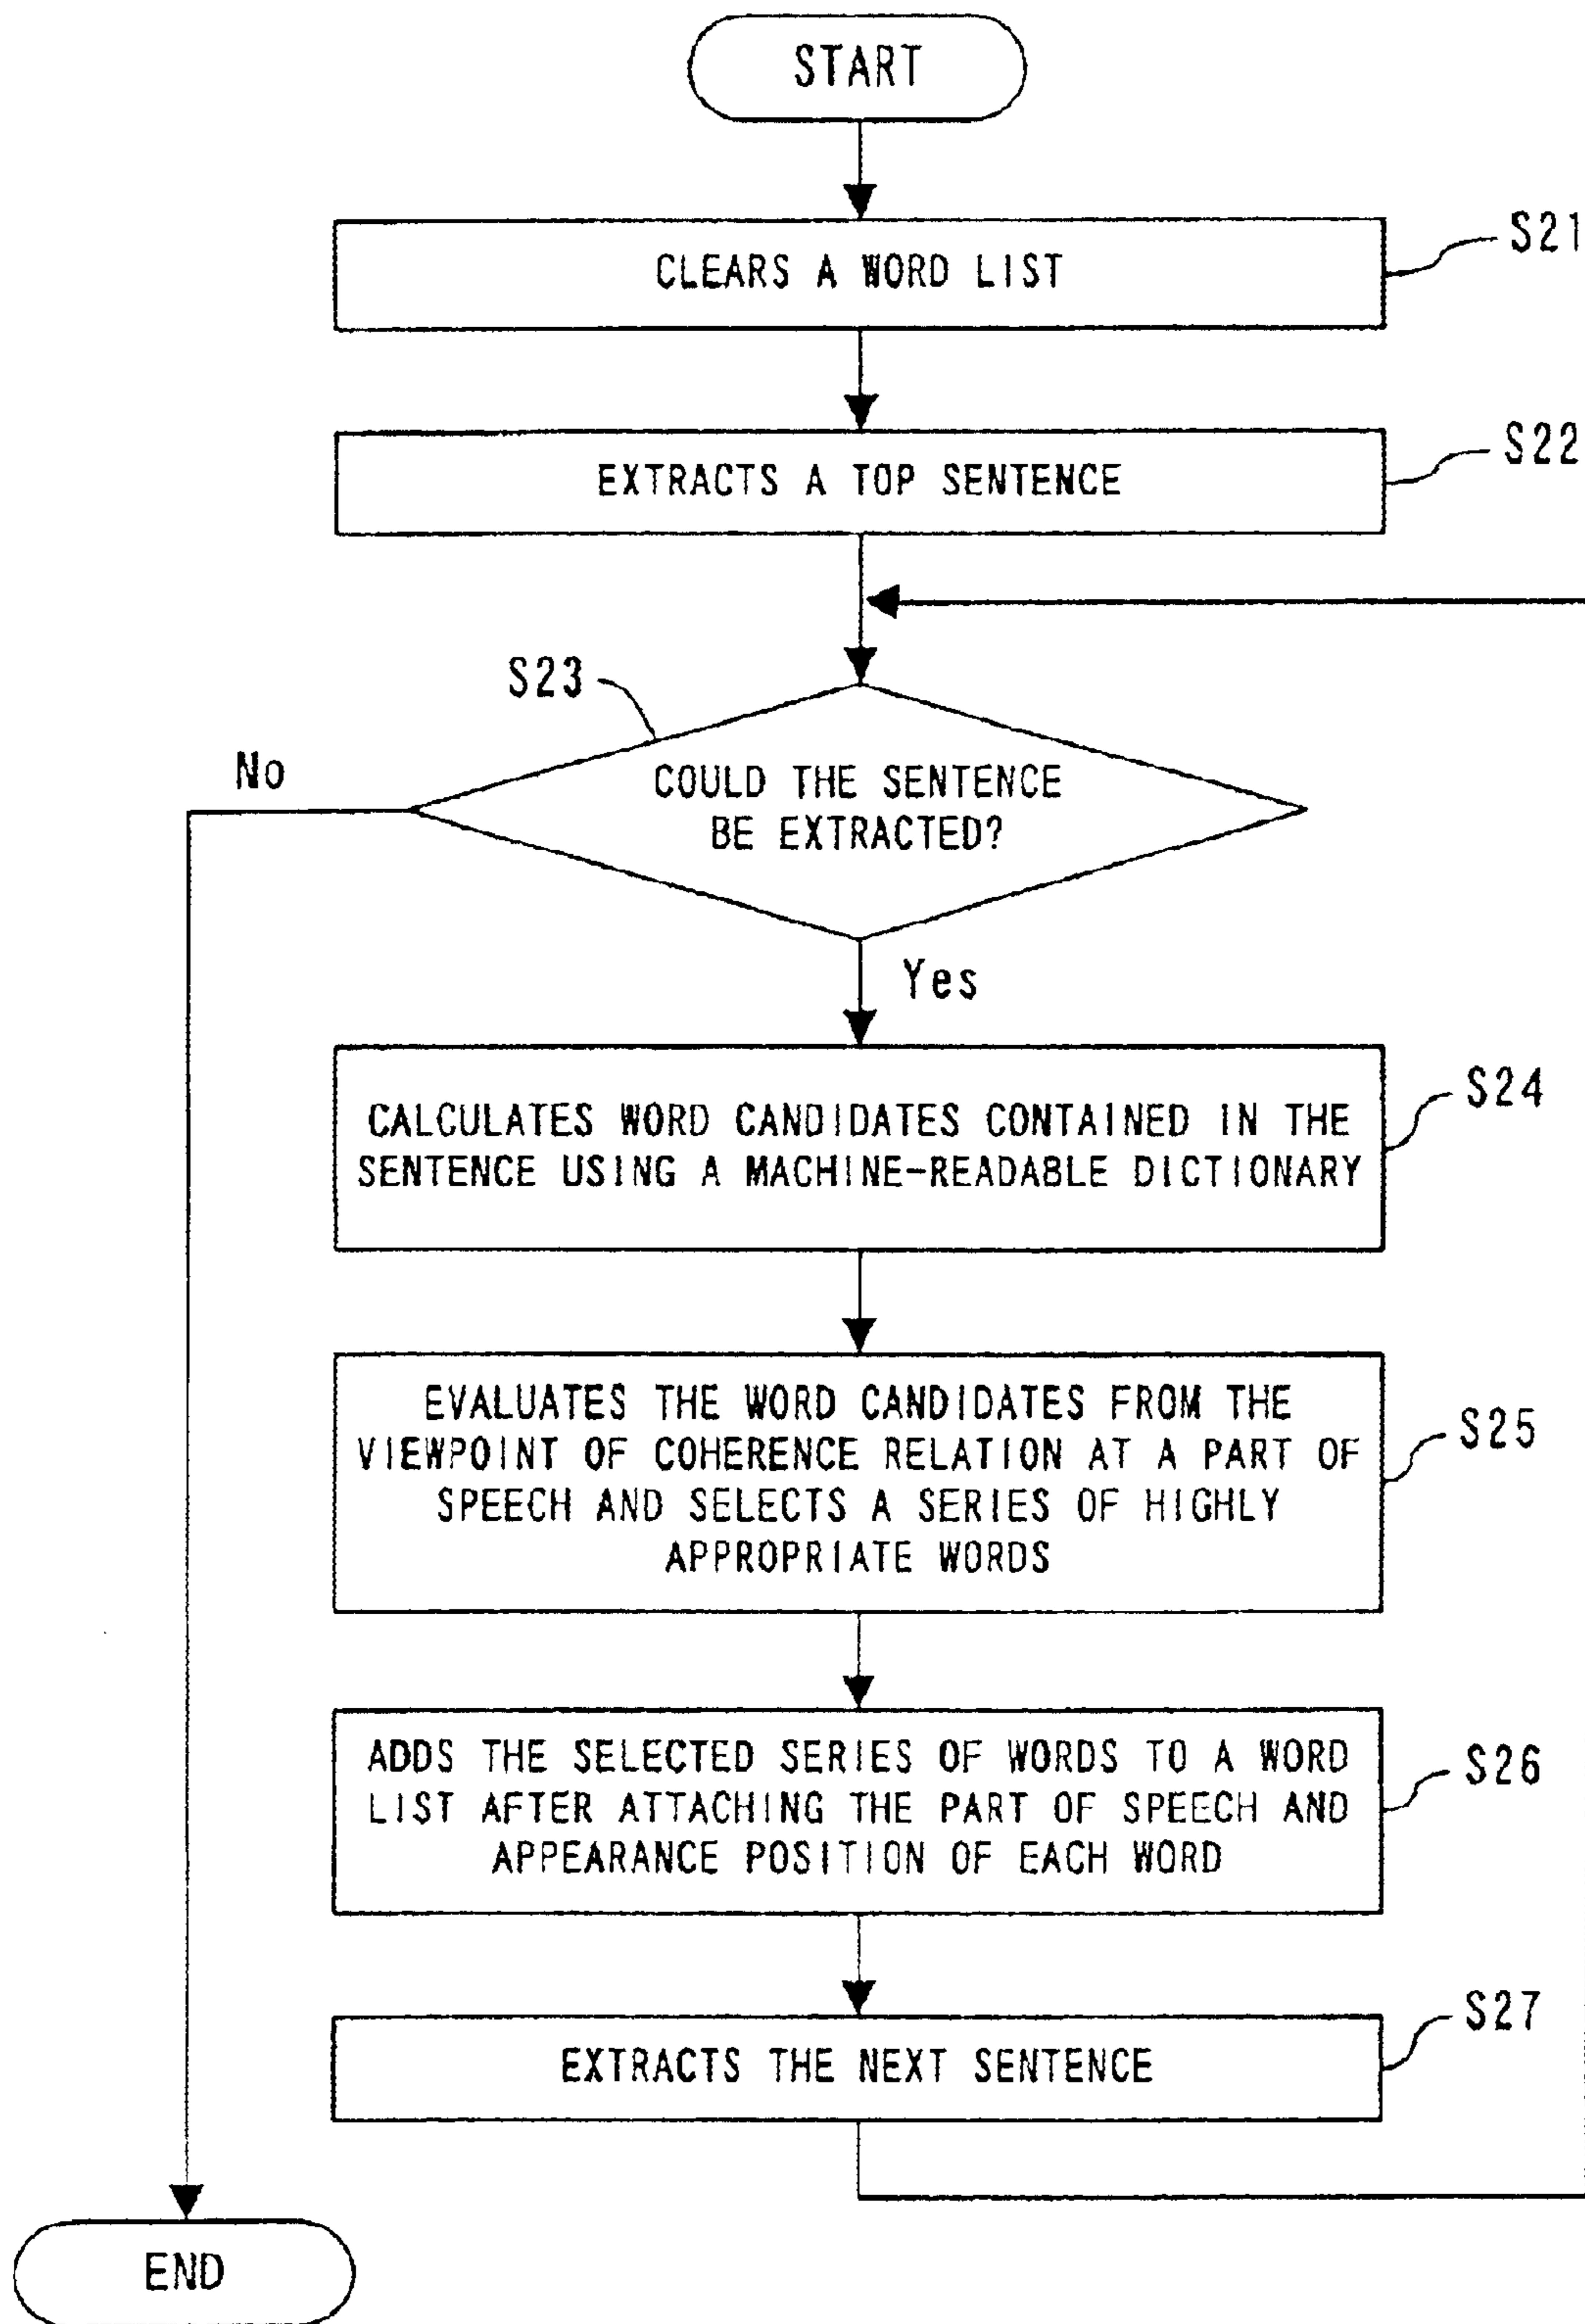 START
CLEARS A WORD LIST
S21
EXTRACTS A TOP SENTENCE
S22
S23
No
COULD THE SENTENCE
BE EXTRACTED?
Yes
CALCULATES WORD CANDIDATES CONTAINED IN THE
SENTENCE USING A MACHINE-READABLE DICTIONARY
S24
EVALUATES THE WORD CANDIDATES FROM THE
VIEWPOINT OF COHERENCE RELATION AT A PART OF
SPEECH AND SELECTS A SERIES OF HIGHLY
APPROPRIATE WORDS
S25
ADDS THE SELECTED SERIES OF WORDS TO A WORD
LIST AFTER ATTACHING THE PART OF SPEECH AND
APPEARANCE POSITION OF EACH WORD
S26
EXTRACTS THE NEXT SENTENCE
S27
END